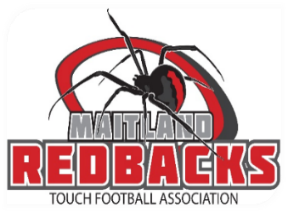 MAITLAND
REDBACKS
TOUCH FOOTBALL ASSOCIATION